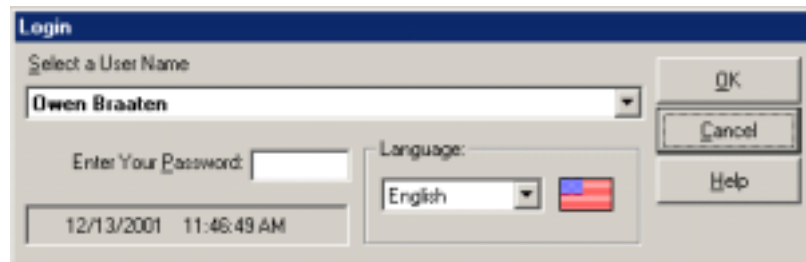 Login
Select a User Name
Owen Braaten
Enter Your Password:
12/13/2001 11:46:49 AM
Language:
English
OK
Cancel
Help